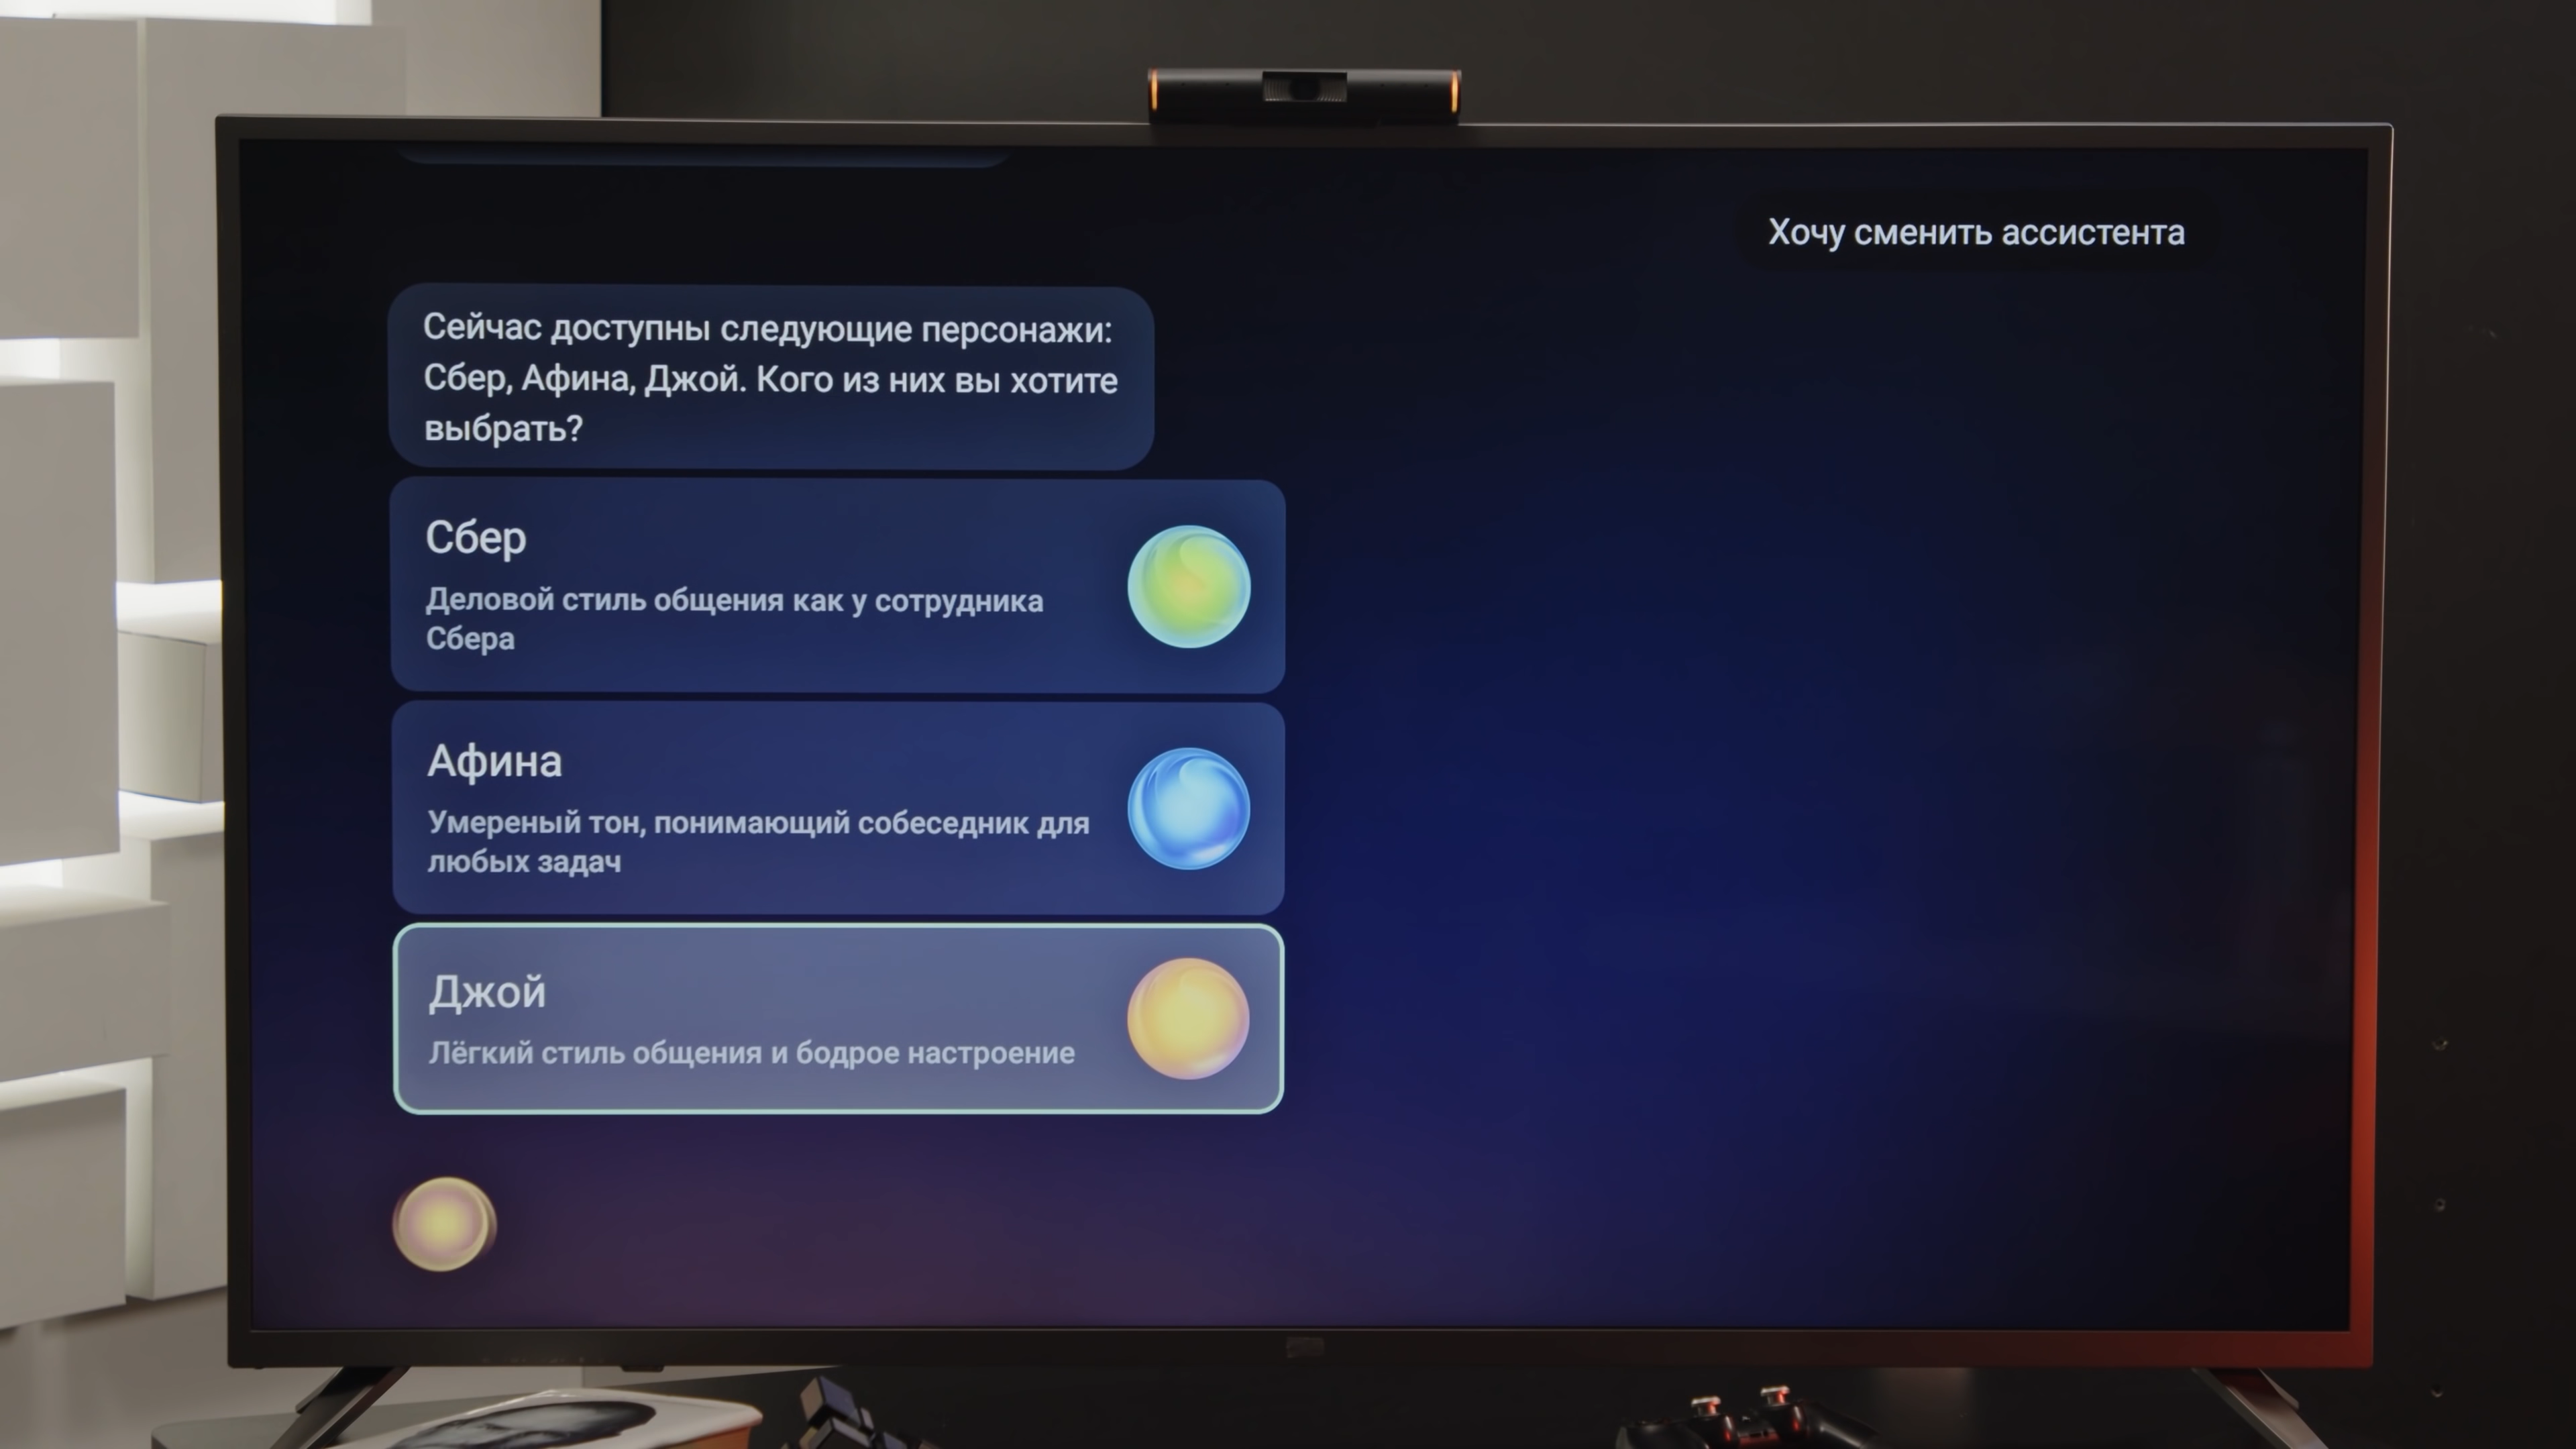 Хочу сменить ассистента
Сейчас доступны следующие персонажи:
Сбер, Афина, Джой. Кого из них вы хотите
выбрать?
Сбер
Деловой стиль общения как у сотрудника
Сбера
Афина
Умереный тон, понимающий собеседник для
любых задач
Джой
Лёгкий стиль общения и бодрое настроение